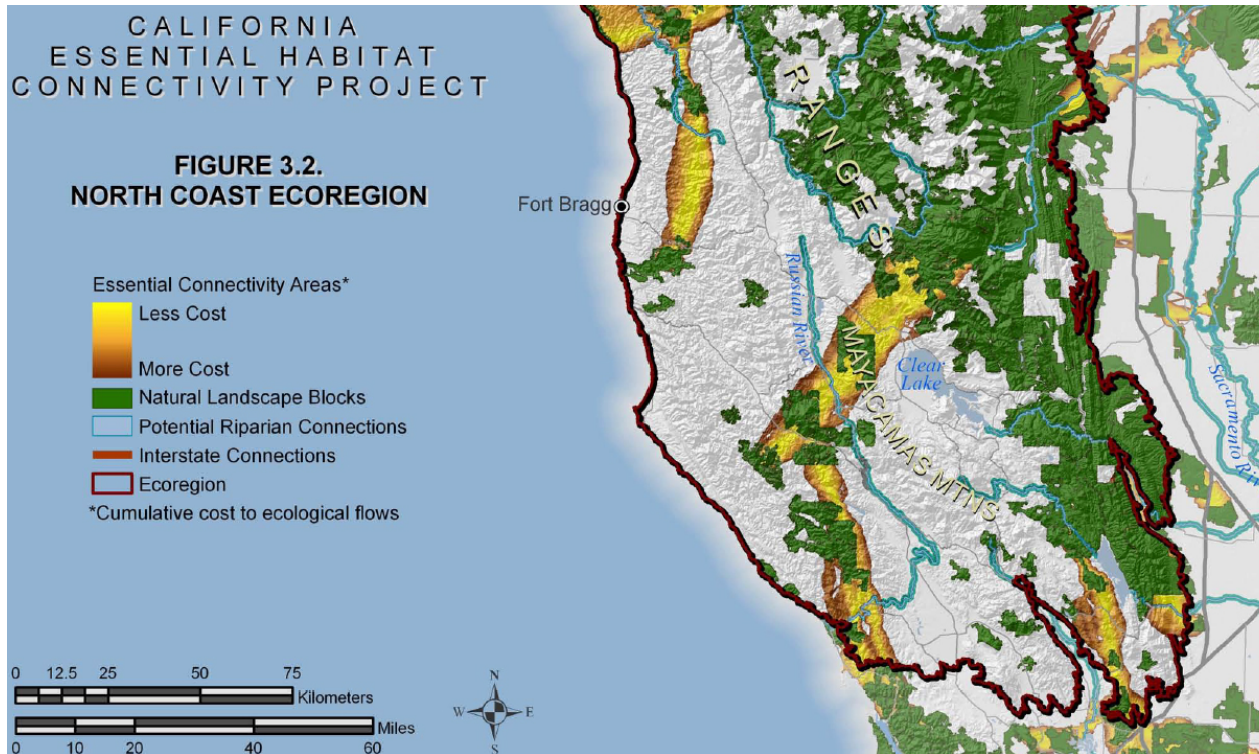 CALIFORNIA
ESSENTIAL HABITAT
CONNECTIVITY PROJECT
FIGURE 3.2.
NORTH COAST ECOREGION
Essential Connectivity Areas*
Less Cost
More Cost
Natural Landscape Blocks
Potential Riparian Connections
Interstate Connections
Ecoregion
*Cumulative cost to ecological flows
RANGES
Fort Bragg
Russian River
MAYACAMAS MTNS
Clear
Lake
Sacramento
0 12.5 25 50 75
Kilometers
Miles
0 10 20 40 60
N
W E
S